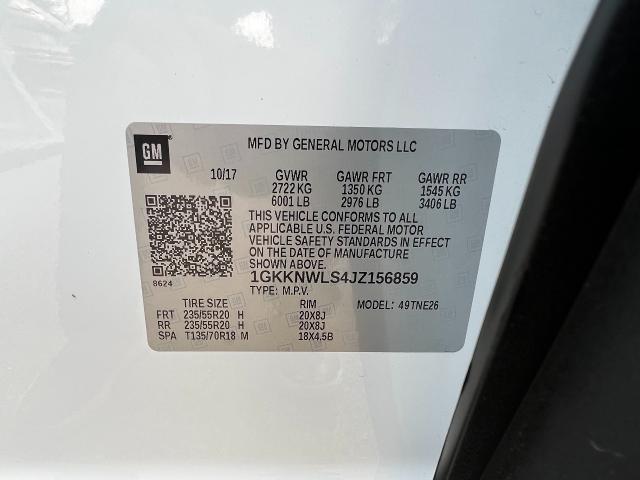 GM
MFD BY GENERAL MOTORS LLC
10/17 GVWR GAWR FRT GAWR RR
2722 KG 1350 KG 1545 KG
6001 LB 2976 LB 3406 LB
THIS VEHICLE CONFORMS TO ALL
APPLICABLE U.S. FEDERAL MOTOR
VEHICLE SAFETY STANDARDS IN EFFECT
ON THE DATE OF MANUFACTURE
SHOWN ABOVE.
8624
1GKKNWLS4JZ156859
TYPE: M.P.V.
TIRE SIZE RIM MODEL: 49TNE26
FRT 235/55R20 H 20X8J
RR 235/55R20 H 20X8J
SPA T135/70R18 M 18X4.5B